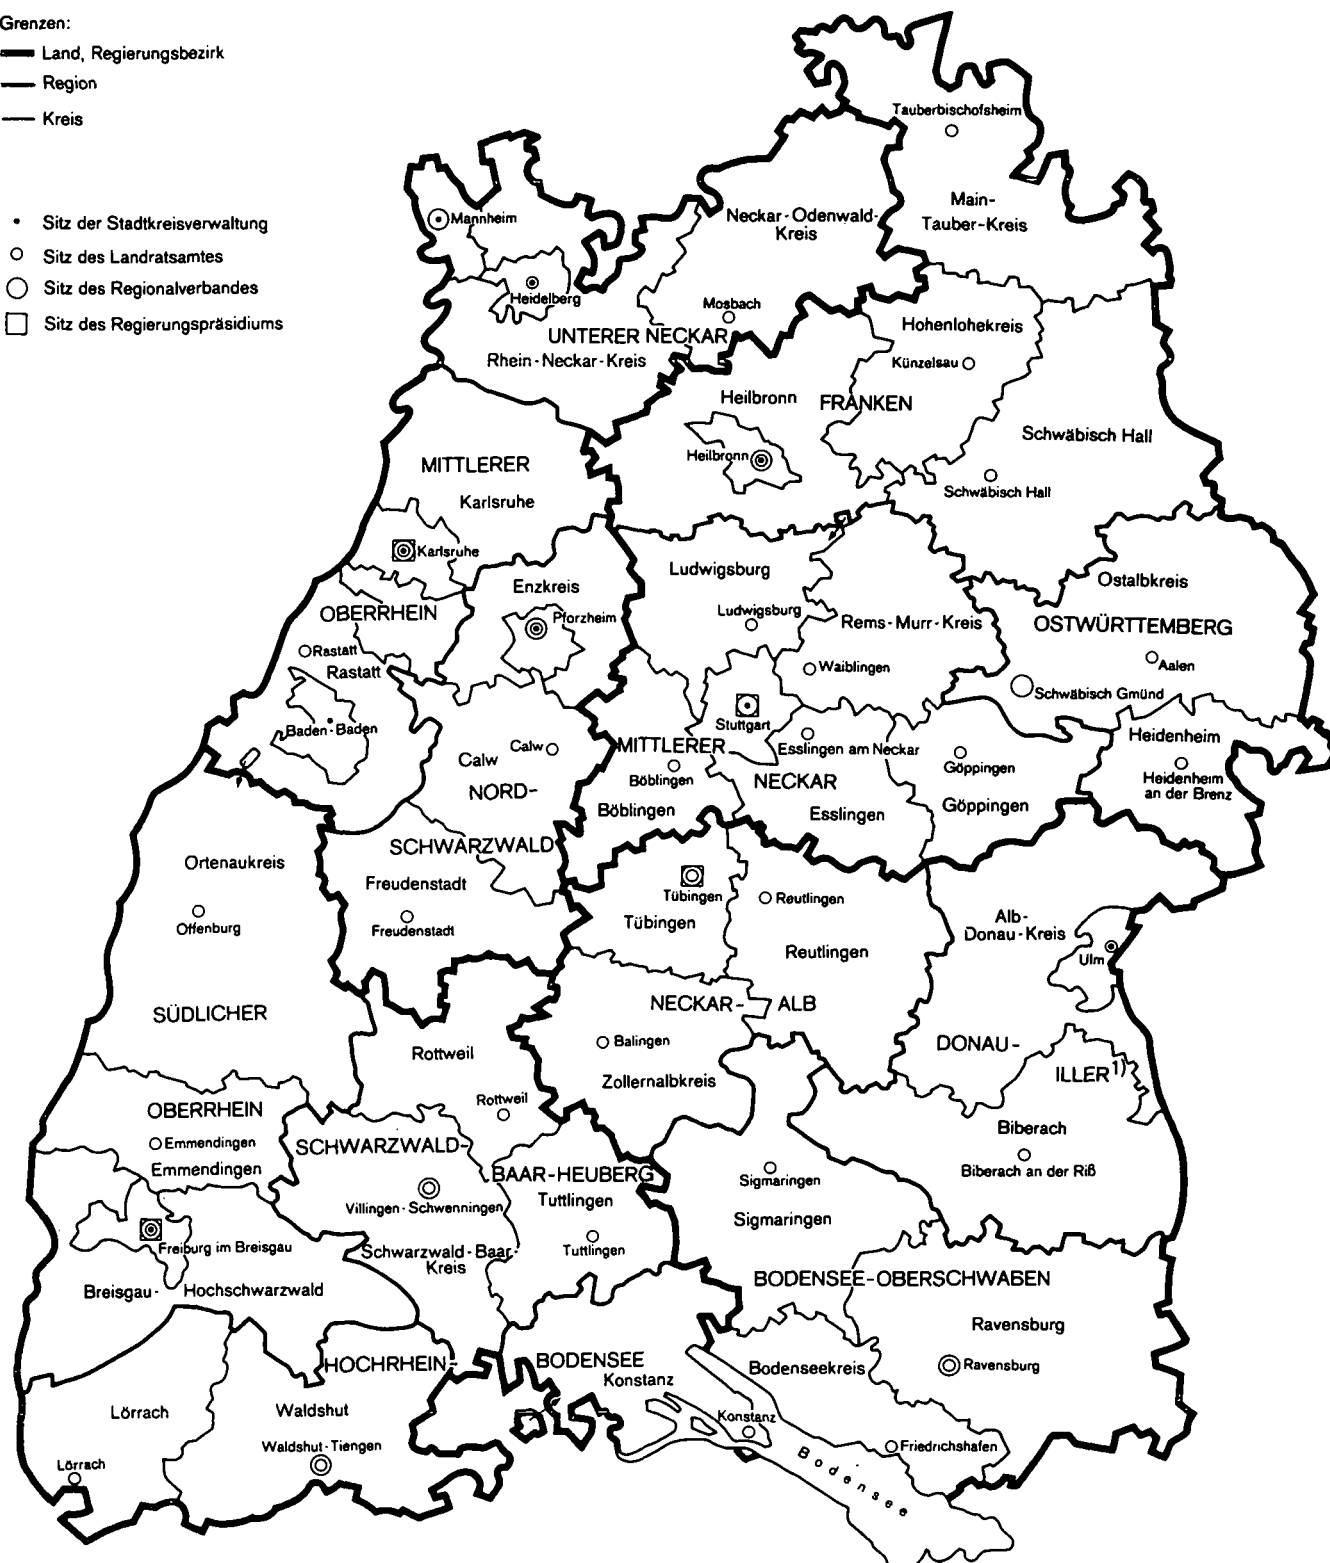 Grenzen:
Land, Regierungsbezirk
Region
Kreis
Sitz der Stadtkreisverwaltung
Sitz des Landratsamtes
Sitz des Regionalverbandes
Sitz des Regierungspräsidiums
Tauberbischofsheim
Main-
Tauber-Kreis
Mannheim
Neckar-Odenwald-
Kreis
Heidelberg
Mosbach
UNTERER NECKAR
Rhein-Neckar-Kreis
Hohenlohekreis
Künzelsau
Heilbronn
FRANKEN
Heilbronn
Schwäbisch Hall
Schwäbisch Hall
MITTLERER
Karlsruhe
Karlsruhe
OBERRHEIN
Enzkreis
Pforzheim
Ludwigsburg
Ludwigsburg
Rems-Murr-Kreis
Waiblingen
Ostalbkreis
OSTWÜRTTEMBERG
Aalen
Schwäbisch Gmünd
Rastatt
Rastatt
Baden-Baden
Stuttgart
MITTLERER
Böblingen
Böblingen
Esslingen am Neckar
NECKAR
Esslingen
Göppingen
Göppingen
Heidenheim
Heidenheim
an der Brenz
Calw
Calw
NORD-
SCHWARZWALD
Freudenstadt
Freudenstadt
Ortenaukreis
Offenburg
SÜDLICHER
Tübingen
Tübingen
Reutlingen
Reutlingen
Alb-
Donau-Kreis
Ulm
NECKAR-
ALB
Balingen
Zollernalbkreis
DONAU-
ILLER 1)
Rottweil
Rottweil
OBERRHEIN
Emmendingen
Emmendingen
SCHWARZWALD-
BAAR-HEUBERG
Villingen-Schwenningen
Tuttlingen
Tuttlingen
Schwarzwald-Baar-
Kreis
Biberach
Biberach an der Riß
Sigmaringen
Sigmaringen
Freiburg im Breisgau
Breisgau-
Hochschwarzwald
BODENSEE-OBERSCHWABEN
Ravensburg
Ravensburg
Bodenseekreis
HOCHRHEIN-
BODENSEE
Konstanz
Konstanz
Friedrichshafen
Bodensee
Lörrach
Lörrach
Waldshut
Waldshut-Tiengen